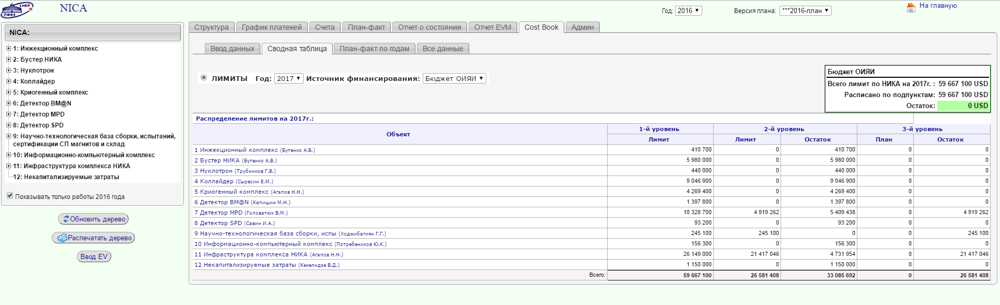 LHEP
ЛФВЭ
NICA
Год: 2016
Версия плана: ***2016-план
На главную
NICA:
1: Инжекционный комплекс
2: Бустер НИКА
3: Нуклотрон
4: Коллайдер
5: Криогенный комплекс
6: Детектор BM@N
7: Детектор MPD
8: Детектор SPD
9: Научно-технологическая база сборки, испытаний,
сертификации СП магнитов и склад
10: Информационно-компьютерный комплекс
11: Инфраструктура комплекса НИКА
12: Некапитализируемые затраты
Показывать только работы 2016 года
Обновить дерево
Распечатать дерево
Ввод EV
Структура График платежей Счета План-факт Отчет о состоянии Отчет EVM Cost Book Админ
Ввод данных Сводная таблица План-факт по годам Все данные
ЛИМИТЫ Год: 2017 Источник финансирования: Бюджет ОИЯИ
Бюджет ОИЯИ
Всего лимит по НИКА на 2017г. : 59 667 100 USD
Расписано по подпунктам: 59 667 100 USD
Остаток: 0 USD
Распределение лимитов на 2017г.:
Объект 1-й уровень 2-й уровень 3-й уровень
Лимит Лимит Остаток План Остаток
1 Инжекционный комплекс (Бутенко А.В.) 410 700 0 410 700 0 0
2 Бустер НИКА (Бутенко А.В.) 5 980 000 0 5 980 000 0 0
3 Нуклотрон (Трубников Г.В.) 440 000 0 440 000 0 0
4 Коллайдер (Сыресин Е.М.) 9 046 900 0 9 046 900 0 0
5 Криогенный комплекс (Агапов Н.Н.) 4 269 400 0 4 269 400 0 0
6 Детектор BM@N (Капишин М.Н.) 1 397 800 0 1 397 800 0 0
7 Детектор MPD (Головатюк В.М.) 10 328 700 4 919 262 5 409 438 0 4 919 262
8 Детектор SPD (Савин И.А.) 93 200 0 93 200 0 0
9 Научно-технологическая база сборки, испы (Ходжибагиян Г.Г.) 245 100 245 100 0 0 245 100
10 Информационно-компьютерный комплекс (Потребеников Ю.К.) 156 300 0 156 300 0 0
11 Инфраструктура комплекса НИКА (Агапов Н.Н.) 26 149 000 21 417 046 4 731 954 0 21 417 046
12 Некапитализируемые затраты (Кекелидзе В.Д.) 1 150 000 0 1 150 000 0 0
Всего: 59 667 100 26 581 408 33 085 692 0 26 581 408